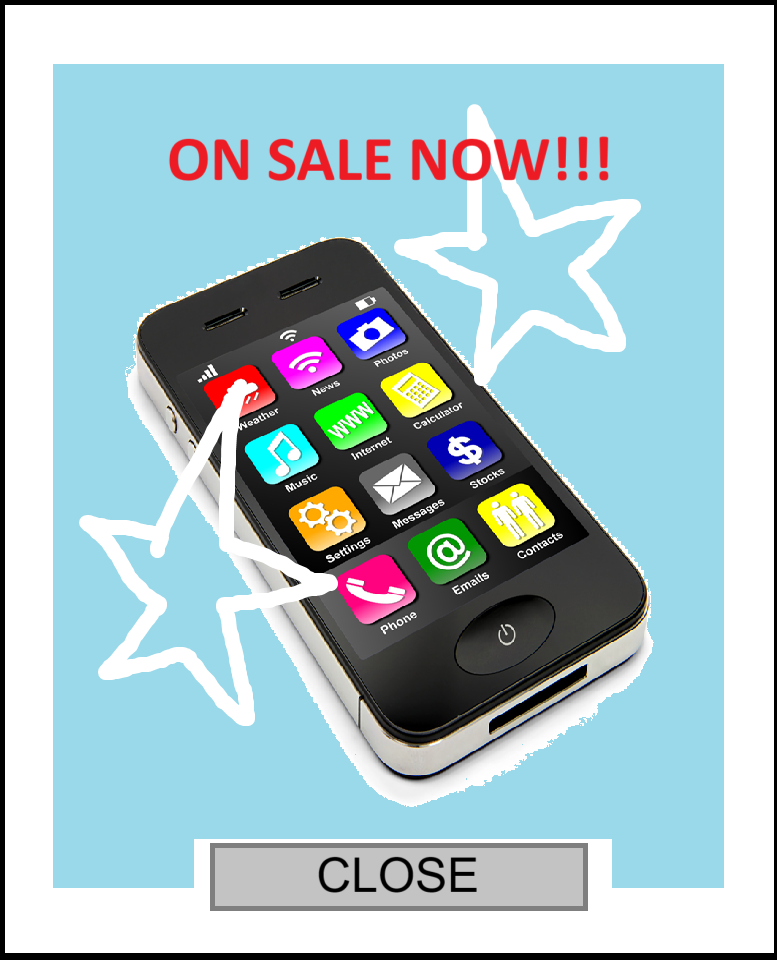 ON SALE NOW!!!
Weather
News
Photos
Music
WWW
Internet
Calculator
Settings
Messages
$
Stocks
Phone
@
Emails
Contacts
CLOSE